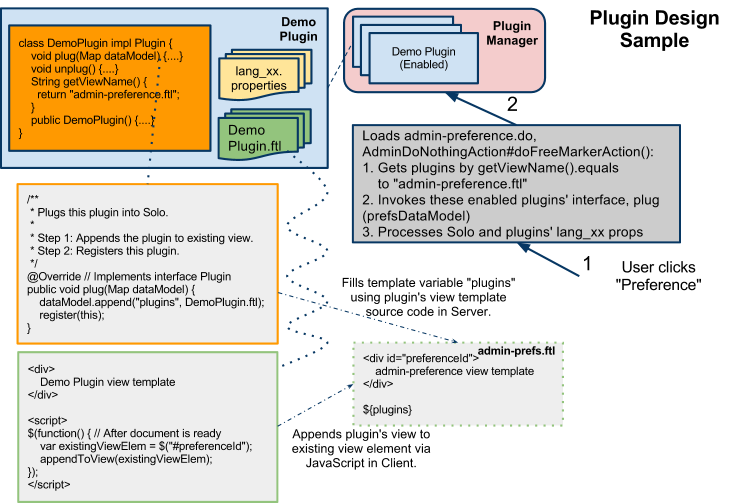 Plugin Design
Sample
Demo
Plugin
class DemoPlugin impl Plugin {
void plug(Map dataModel) {....}
void unplug() {....}
String getViewName() {
return "admin-preference.ftl";
}
public DemoPlugin() {....}
}
lang_xx.
properties
Demo
Plugin.ftl
Plugin
Manager
Demo Plugin
(Enabled)
2
Loads admin-preference.do,
AdminDoNothingAction#doFreeMarkerAction():
1. Gets plugins by getViewName().equals
to "admin-preference.ftl"
2. Invokes these enabled plugins' interface, plug
(prefsDataModel)
3. Processes Solo and plugins' lang_xx props
1
User clicks
"Preference"
/**
* Plugs this plugin into Solo.
*
* Step 1: Appends the plugin to existing view.
* Step 2: Registers this plugin.
*/
@Override // Implements interface Plugin
public void plug(Map dataModel) {
dataModel.append("plugins", DemoPlugin.ftl);
register(this);
}
Fills template variable "plugins"
using plugin's view template
source code in Server.
admin-prefs.ftl
<div id="preferenceId">
admin-preference view template
</div>
${plugins}
<div>
Demo Plugin view template
</div>
<script>
$(function() { // After document is ready
var existingViewElem = $("#preferenceId");
appendToView(existingViewElem);
});
</script>
Appends plugin's view to
existing view element via
JavaScript in Client.